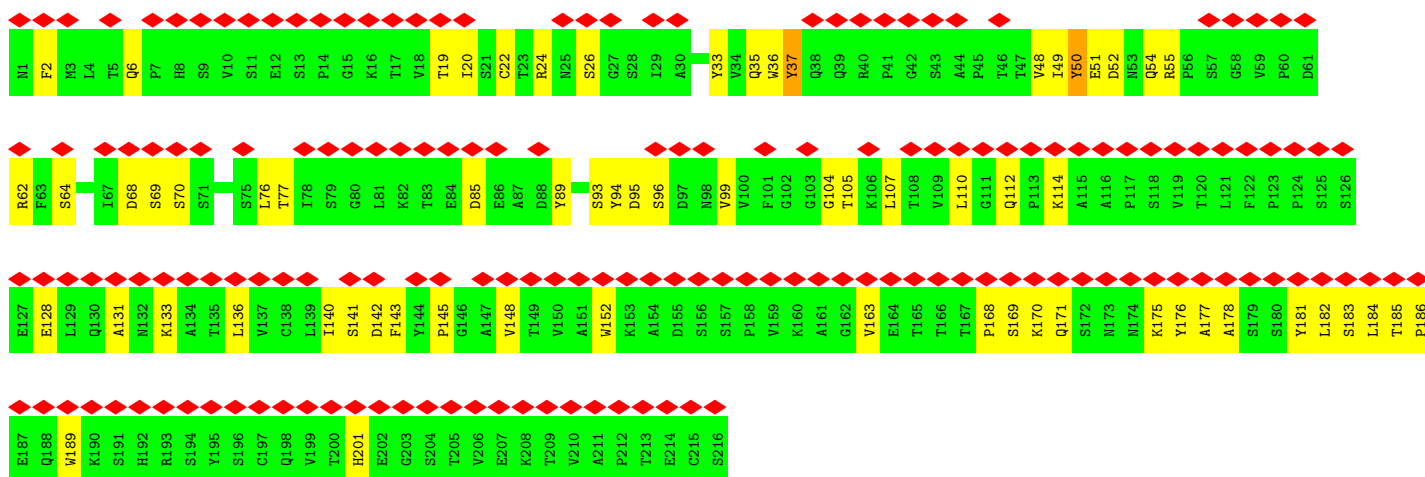 N1 F2 M3 L4 T5 Q6 P7 H8 S9 V10 S11 E12 S13 P14 G15 K16 T17 V18 T19 I20 S21 C22 T23 R24 N25 S26 G27 S28 I29 A30 Y33 V34 Q35 W36 Y37 Q38 Q39 R40 P41 G42 S43 A44 P45 T46 T47 V48 I49 Y50 E51 D52 N53 Q54 R55 P56 S57 G58 V59 P60 D61
R62 F63 S64 I67 D68 S69 S70 S71 S75 L76 T77 I78 S79 G80 L81 K82 T83 E84 D85 E86 A87 D88 Y89 S93 Y94 D95 S96 D97 N98 V99 V100 F101 G102 G103 G104 T105 K106 L107 T108 V109 L110 G111 Q112 P113 K114 A115 A116 P117 S118 V119 T120 L121 F122 P123 P124 S125 S126
E127 E128 L129 Q130 A131 N132 K133 A134 T135 L136 V137 C138 L139 I140 S141 D142 F143 Y144 P145 G146 A147 V148 T149 V150 A151 W152 K153 A154 D155 S156 S157 P158 V159 K160 A161 G162 V163 E164 T165 T166 T167 P168 S169 K170 Q171 S172 N173 N174 K175 Y176 A177 A178 S179 S180 Y181 L182 S183 L184 T185 P186
E187 Q188 W189 K190 S191 H192 R193 S194 Y195 S196 C197 Q198 V199 T200 H201 E202 G203 S204 T205 V206 E207 K208 T209 V210 A211 P212 T213 E214 C215 S216